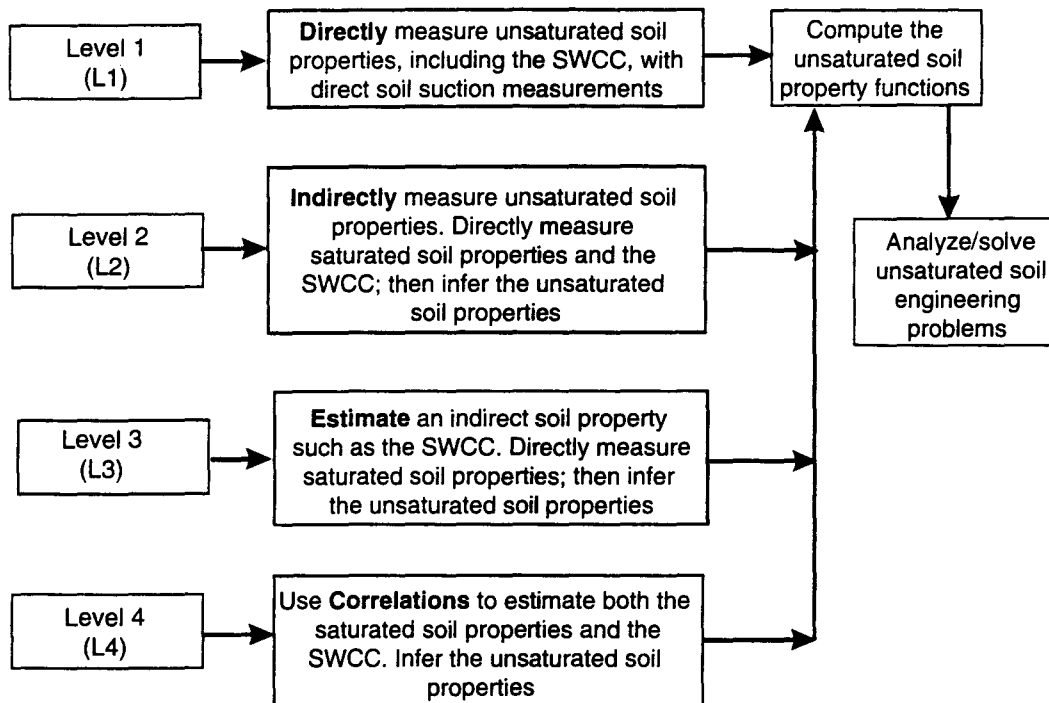 Level 1
(L1)
Directly measure unsaturated soil
properties, including the SWCC, with
direct soil suction measurements
Compute the
unsaturated soil
property functions
Level 2
(L2)
Indirectly measure unsaturated soil
properties. Directly measure
saturated soil properties and the
SWCC; then infer the unsaturated
soil properties
Analyze/solve
unsaturated soil
engineering
problems
Level 3
(L3)
Estimate an indirect soil property
such as the SWCC. Directly measure
saturated soil properties; then infer
the unsaturated soil properties
Level 4
(L4)
Use Correlations to estimate both the
saturated soil properties and the
SWCC. Infer the unsaturated soil
properties